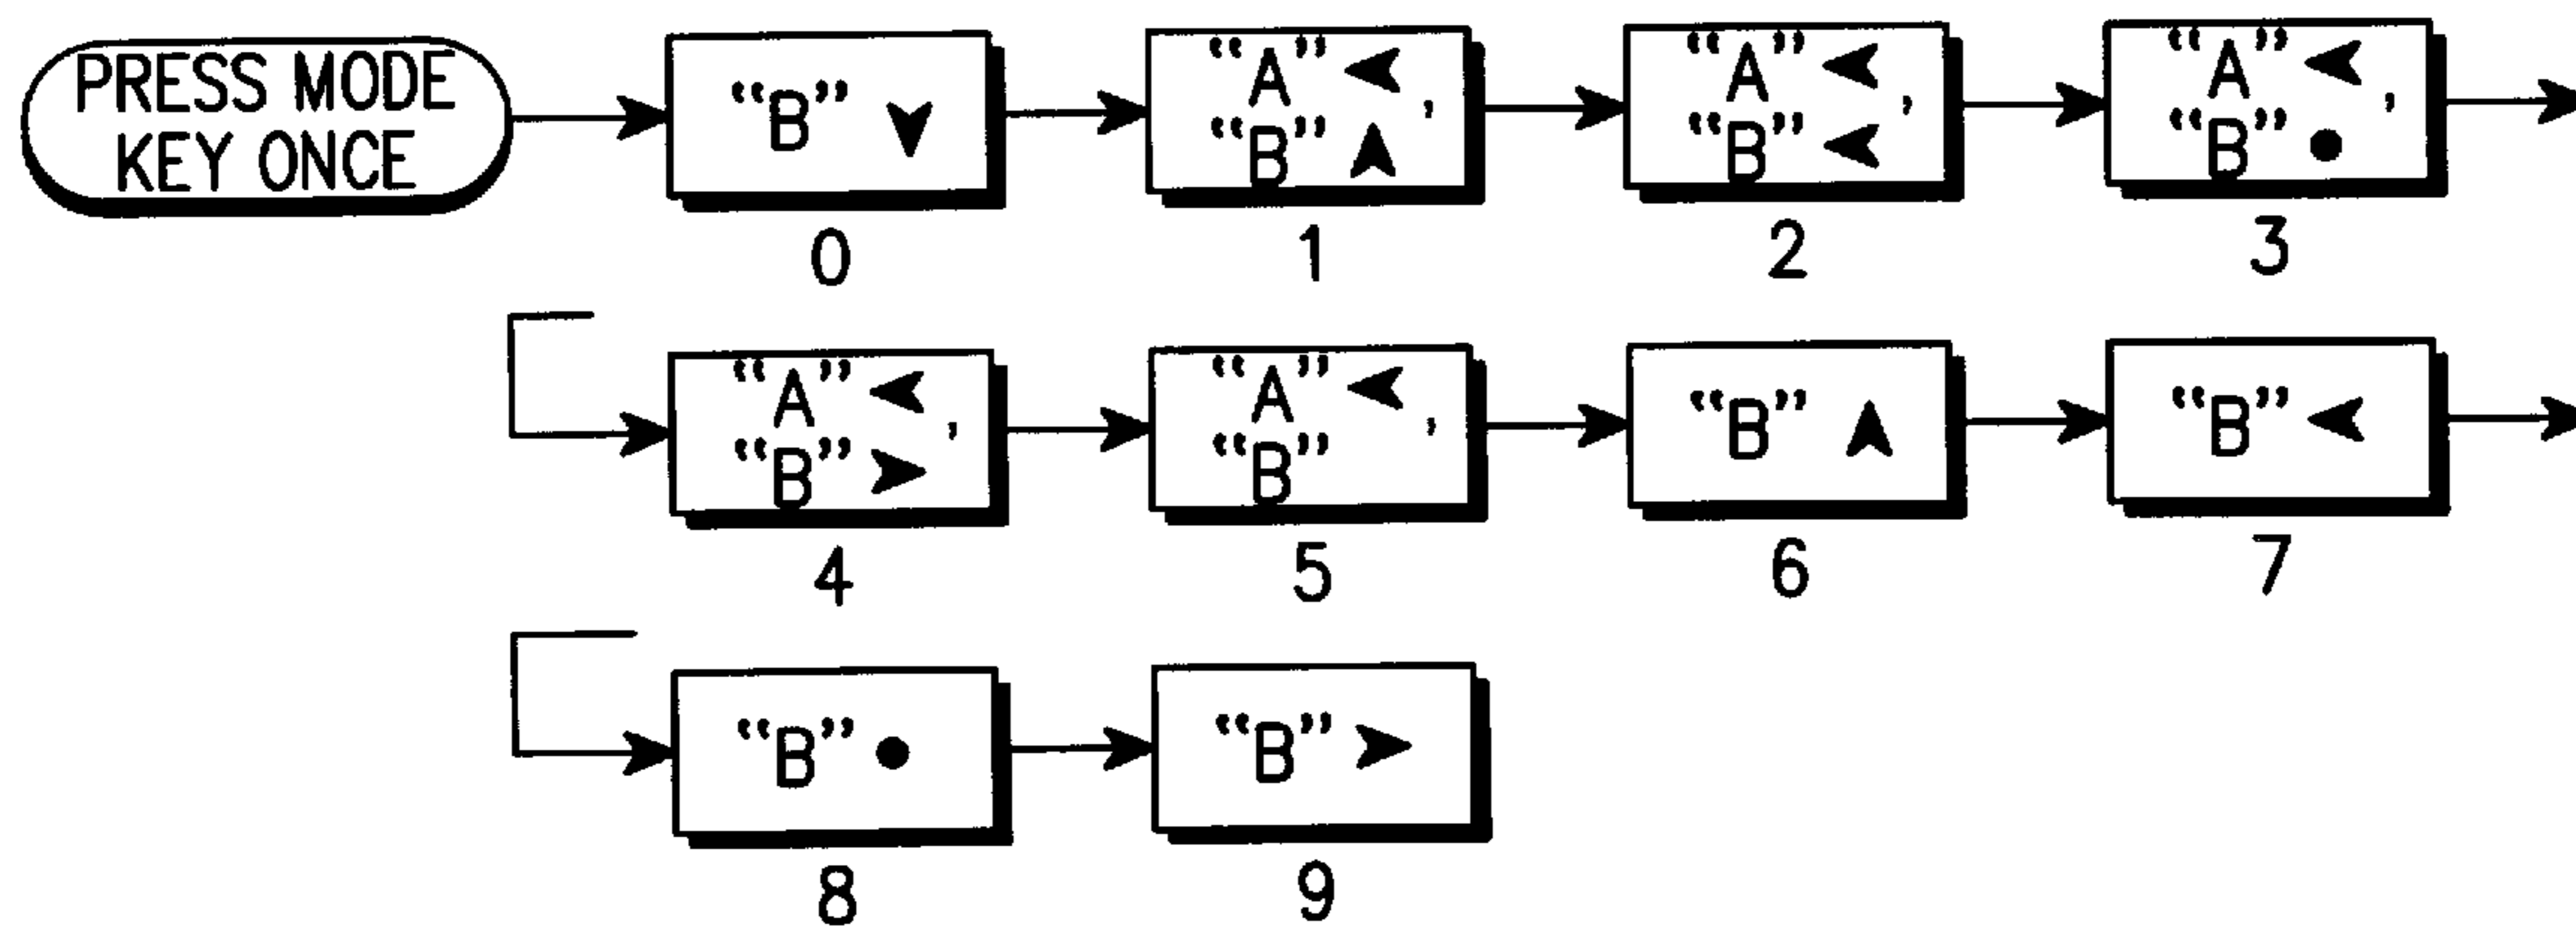 PRESS MODE
KEY ONCE
“B” ⮟
“A” ⮜ ,
“B” ⮝
“A” ⮜ ,
“B” ⮜
“A” ⮜ ,
“B” ●
0
1
2
3
“A” ⮜ ,
“B” ⮞
“A” ⮜ ,
“B”
“B” ⮝
“B” ⮜
4
5
6
7
“B” ●
“B” ⮞
8
9